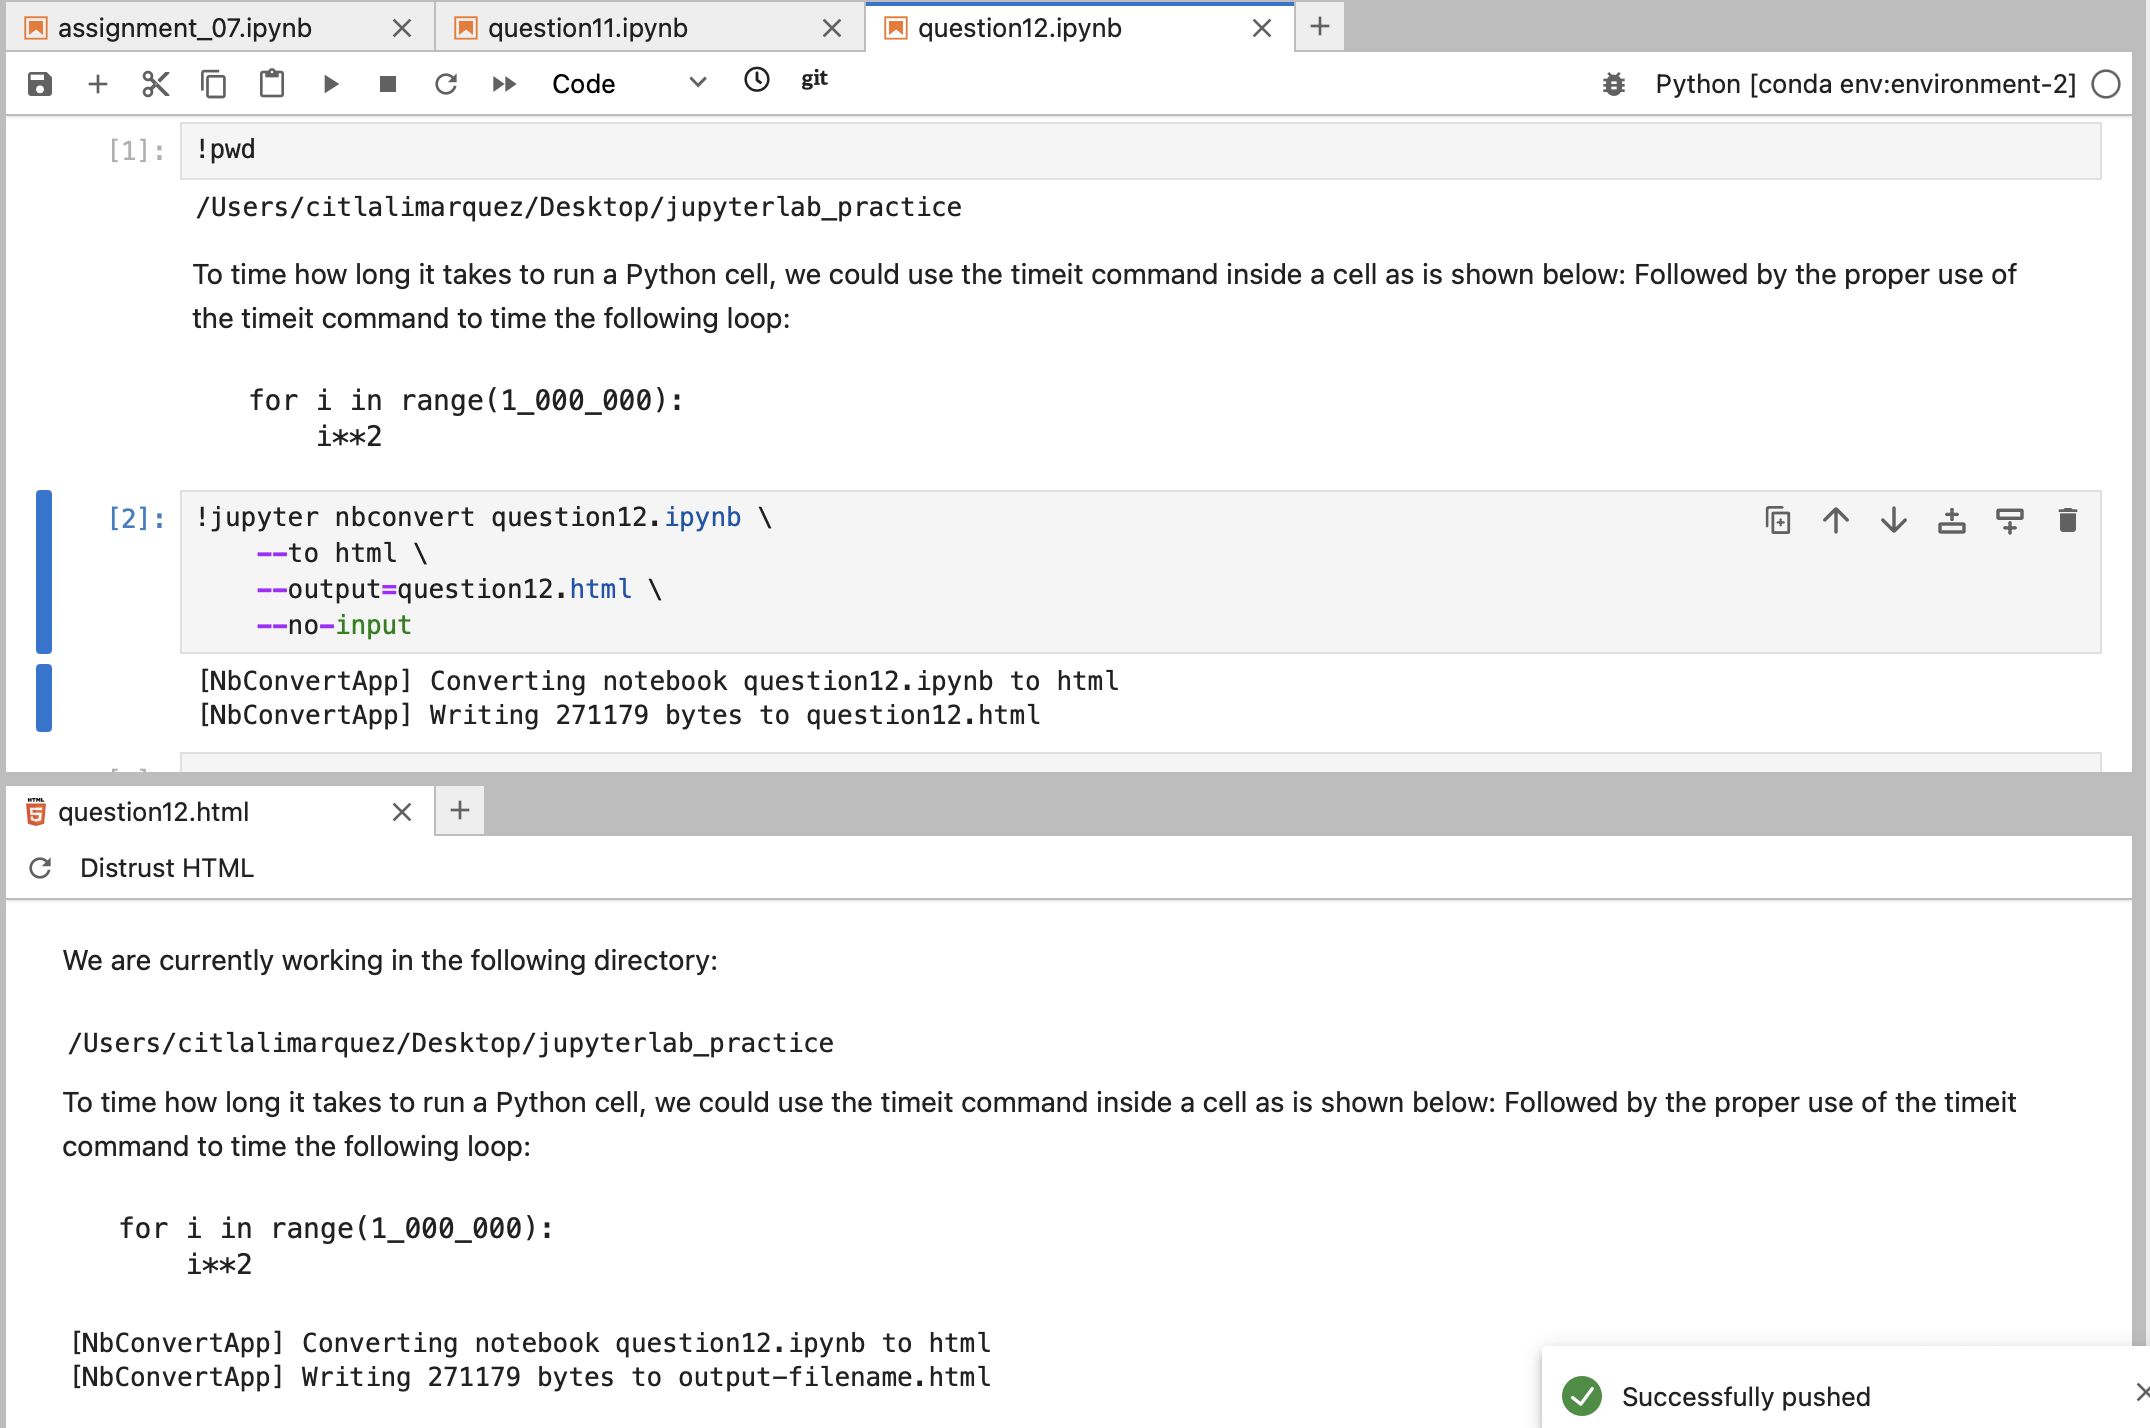 assignment_07.ipynb
question11.ipynb
question12.ipynb
Code
git
Python [conda env:environment-2]
[1]:
!pwd
/Users/citlalimarquez/Desktop/jupyterlab_practice
To time how long it takes to run a Python cell, we could use the timeit command inside a cell as is shown below: Followed by the proper use of
the timeit command to time the following loop:
for i in range(1_000_000):
    i**2
[2]:
!jupyter nbconvert question12.ipynb \
    --to html \
    --output=question12.html \
    --no-input
[NbConvertApp] Converting notebook question12.ipynb to html
[NbConvertApp] Writing 271179 bytes to question12.html
question12.html
Distrust HTML
We are currently working in the following directory:
/Users/citlalimarquez/Desktop/jupyterlab_practice
To time how long it takes to run a Python cell, we could use the timeit command inside a cell as is shown below: Followed by the proper use of the timeit
command to time the following loop:
for i in range(1_000_000):
    i**2
[NbConvertApp] Converting notebook question12.ipynb to html
[NbConvertApp] Writing 271179 bytes to output-filename.html
Successfully pushed